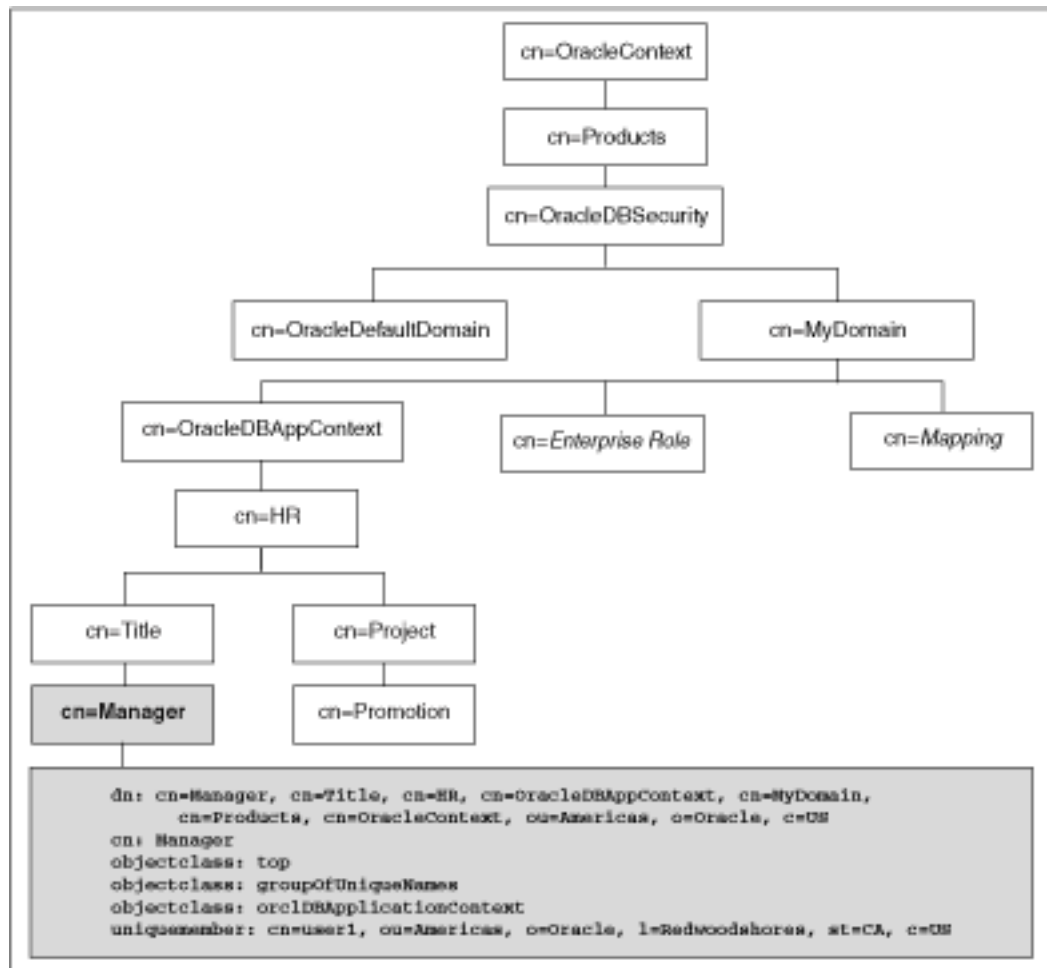 cn=OracleContext
cn=Products
cn=OracleDBSecurity
cn=OracleDefaultDomain
cn=MyDomain
cn=OracleDBAppContext
cn=Enterprise Role
cn=Mapping
cn=HR
cn=Title
cn=Project
cn=Manager
cn=Promotion
dn: cn=Manager, cn=Title, cn=HR, cn=OracleDBAppContext, cn=MyDomain,
cn=Products, cn=OracleContext, ou=Americas, o=Oracle, c=US
cn: Manager
objectclass: top
objectclass: groupOfUniqueNames
objectclass: orclDBApplicationContext
uniquemember: cn=user1, ou=Americas, o=Oracle, l=Redwoodshores, st=CA, c=US